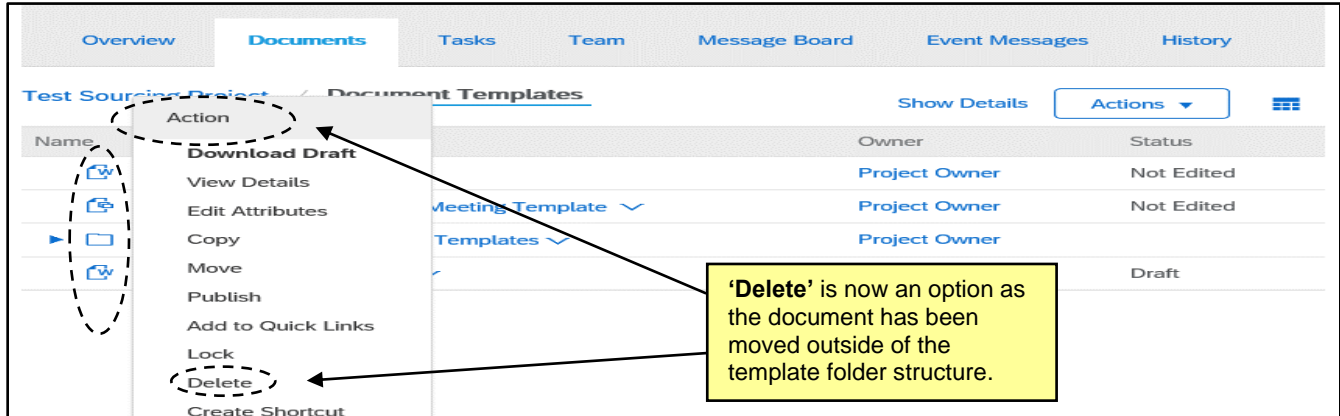 Overview Documents Tasks Team Message Board Event Messages History
Test Sourcing Project / Document Templates Show Details Actions
Action
Name Owner Status
Download Draft
Project Owner Not Edited
View Details
Edit Attributes Meeting Template Project Owner Not Edited
Copy Templates Project Owner
Move Draft
Publish
Add to Quick Links
Lock
Delete
Create Shortcut
‘Delete’ is now an option as
the document has been
moved outside of the
template folder structure.